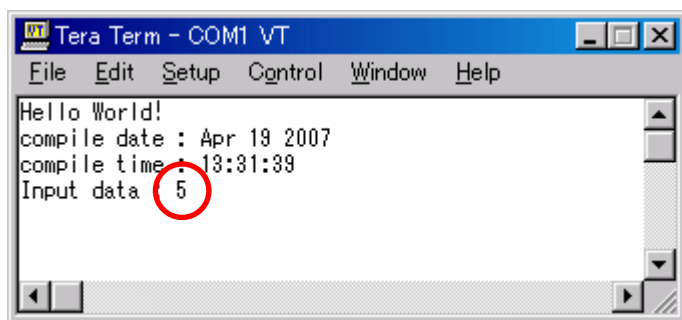 Tera Term - COM1 VT
File Edit Setup Control Window Help
Hello World!
compile date : Apr 19 2007
compile time : 13:31:39
Input data : 5